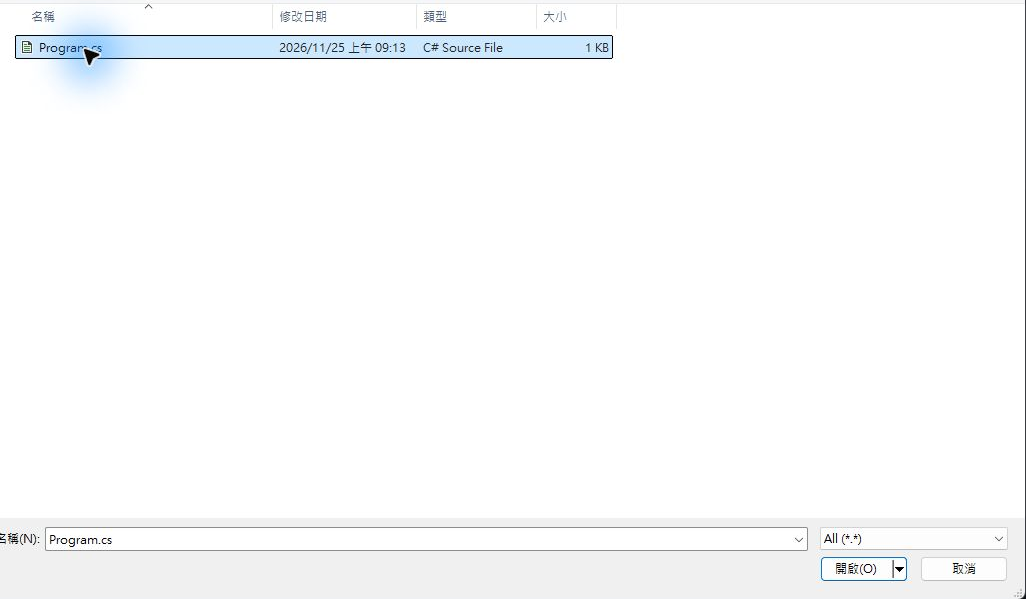 名稱 修改日期 類型 大小
Program.cs 2026/11/25 上午 09:13 C# Source File 1 KB
名稱(N): Program.cs All (*.*)
開啟(O) 取消